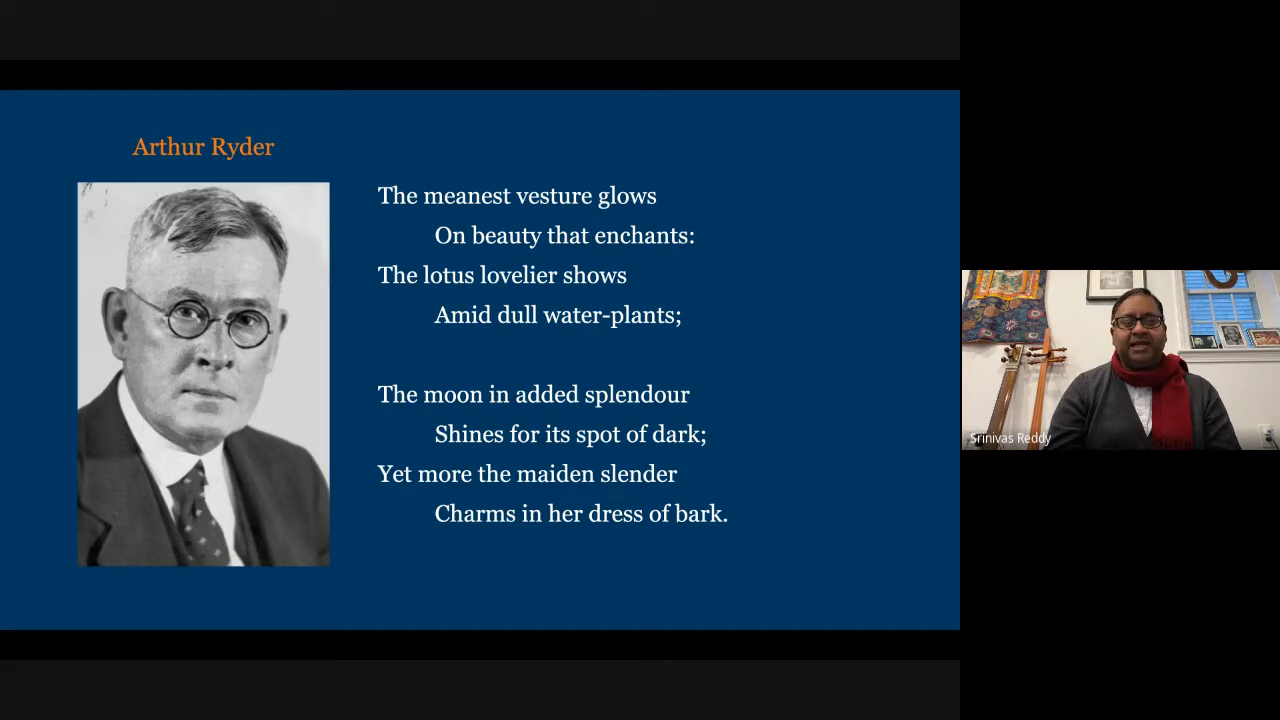 Arthur Ryder
The meanest vesture glows
On beauty that enchants:
The lotus lovelier shows
Amid dull water-plants;
The moon in added splendour
Shines for its spot of dark;
Yet more the maiden slender
Charms in her dress of bark.
Srinivas Reddy